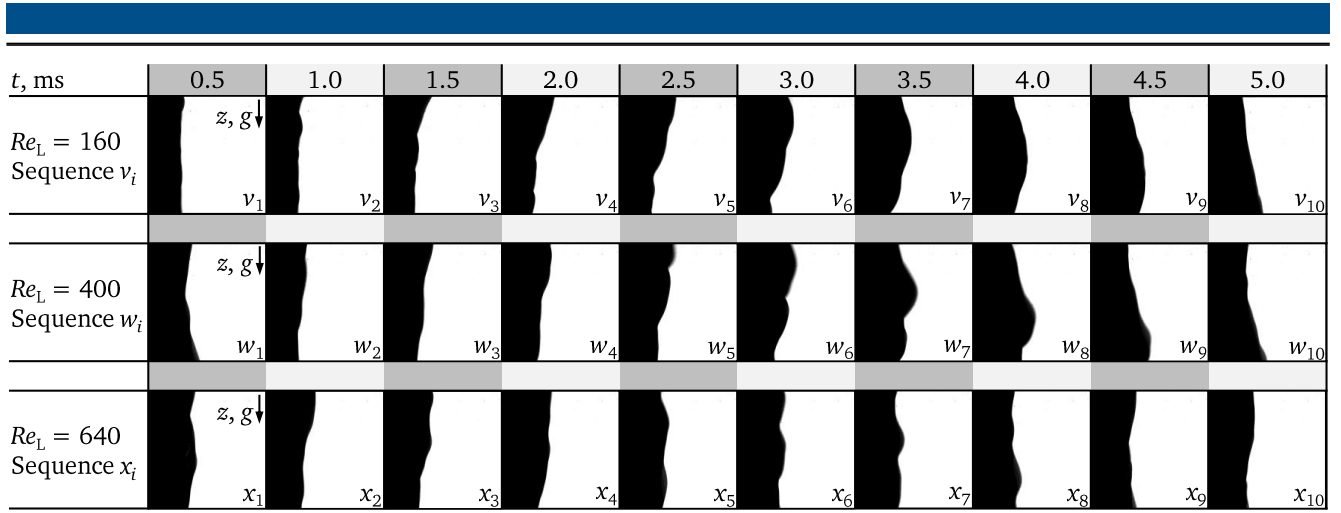 t, ms 0.5 1.0 1.5 2.0 2.5 3.0 3.5 4.0 4.5 5.0
z, g
Re_L = 160
Sequence v_i
v_1 v_2 v_3 v_4 v_5 v_6 v_7 v_8 v_9 v_10
z, g
Re_L = 400
Sequence w_i
w_1 w_2 w_3 w_4 w_5 w_6 w_7 w_8 w_9 w_10
z, g
Re_L = 640
Sequence x_i
x_1 x_2 x_3 x_4 x_5 x_6 x_7 x_8 x_9 x_10